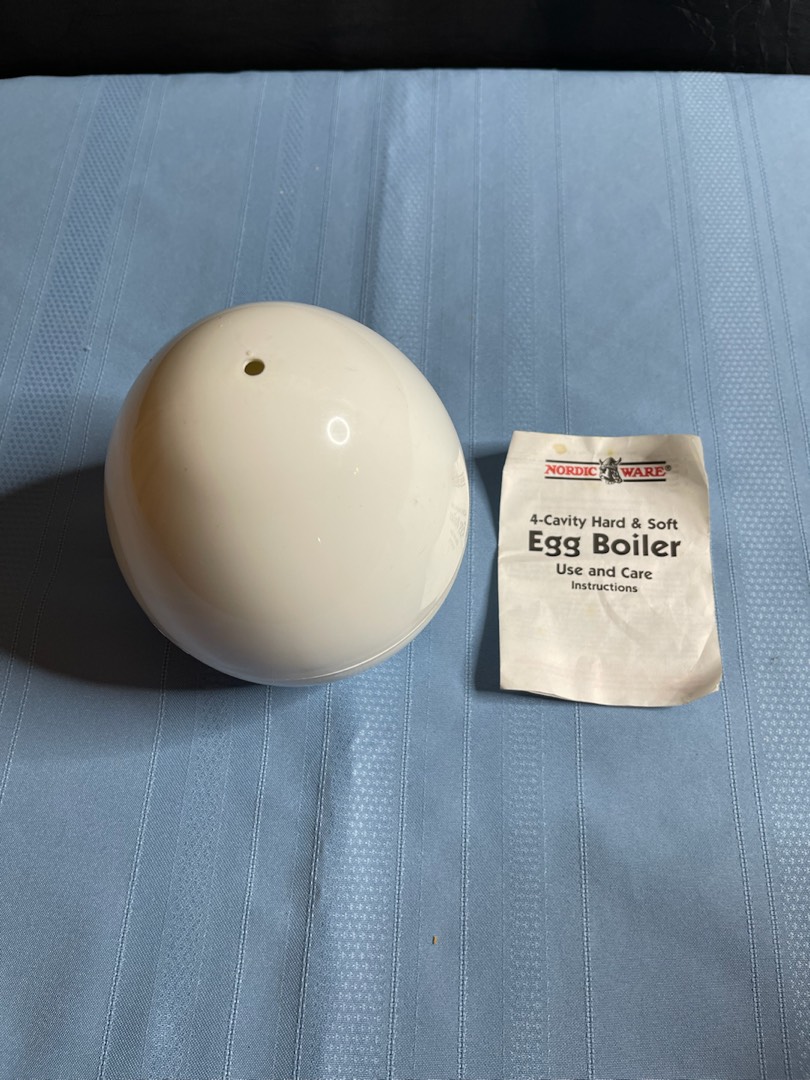 NORDIC WARE®
4-Cavity Hard & Soft
Egg Boiler
Use and Care
Instructions